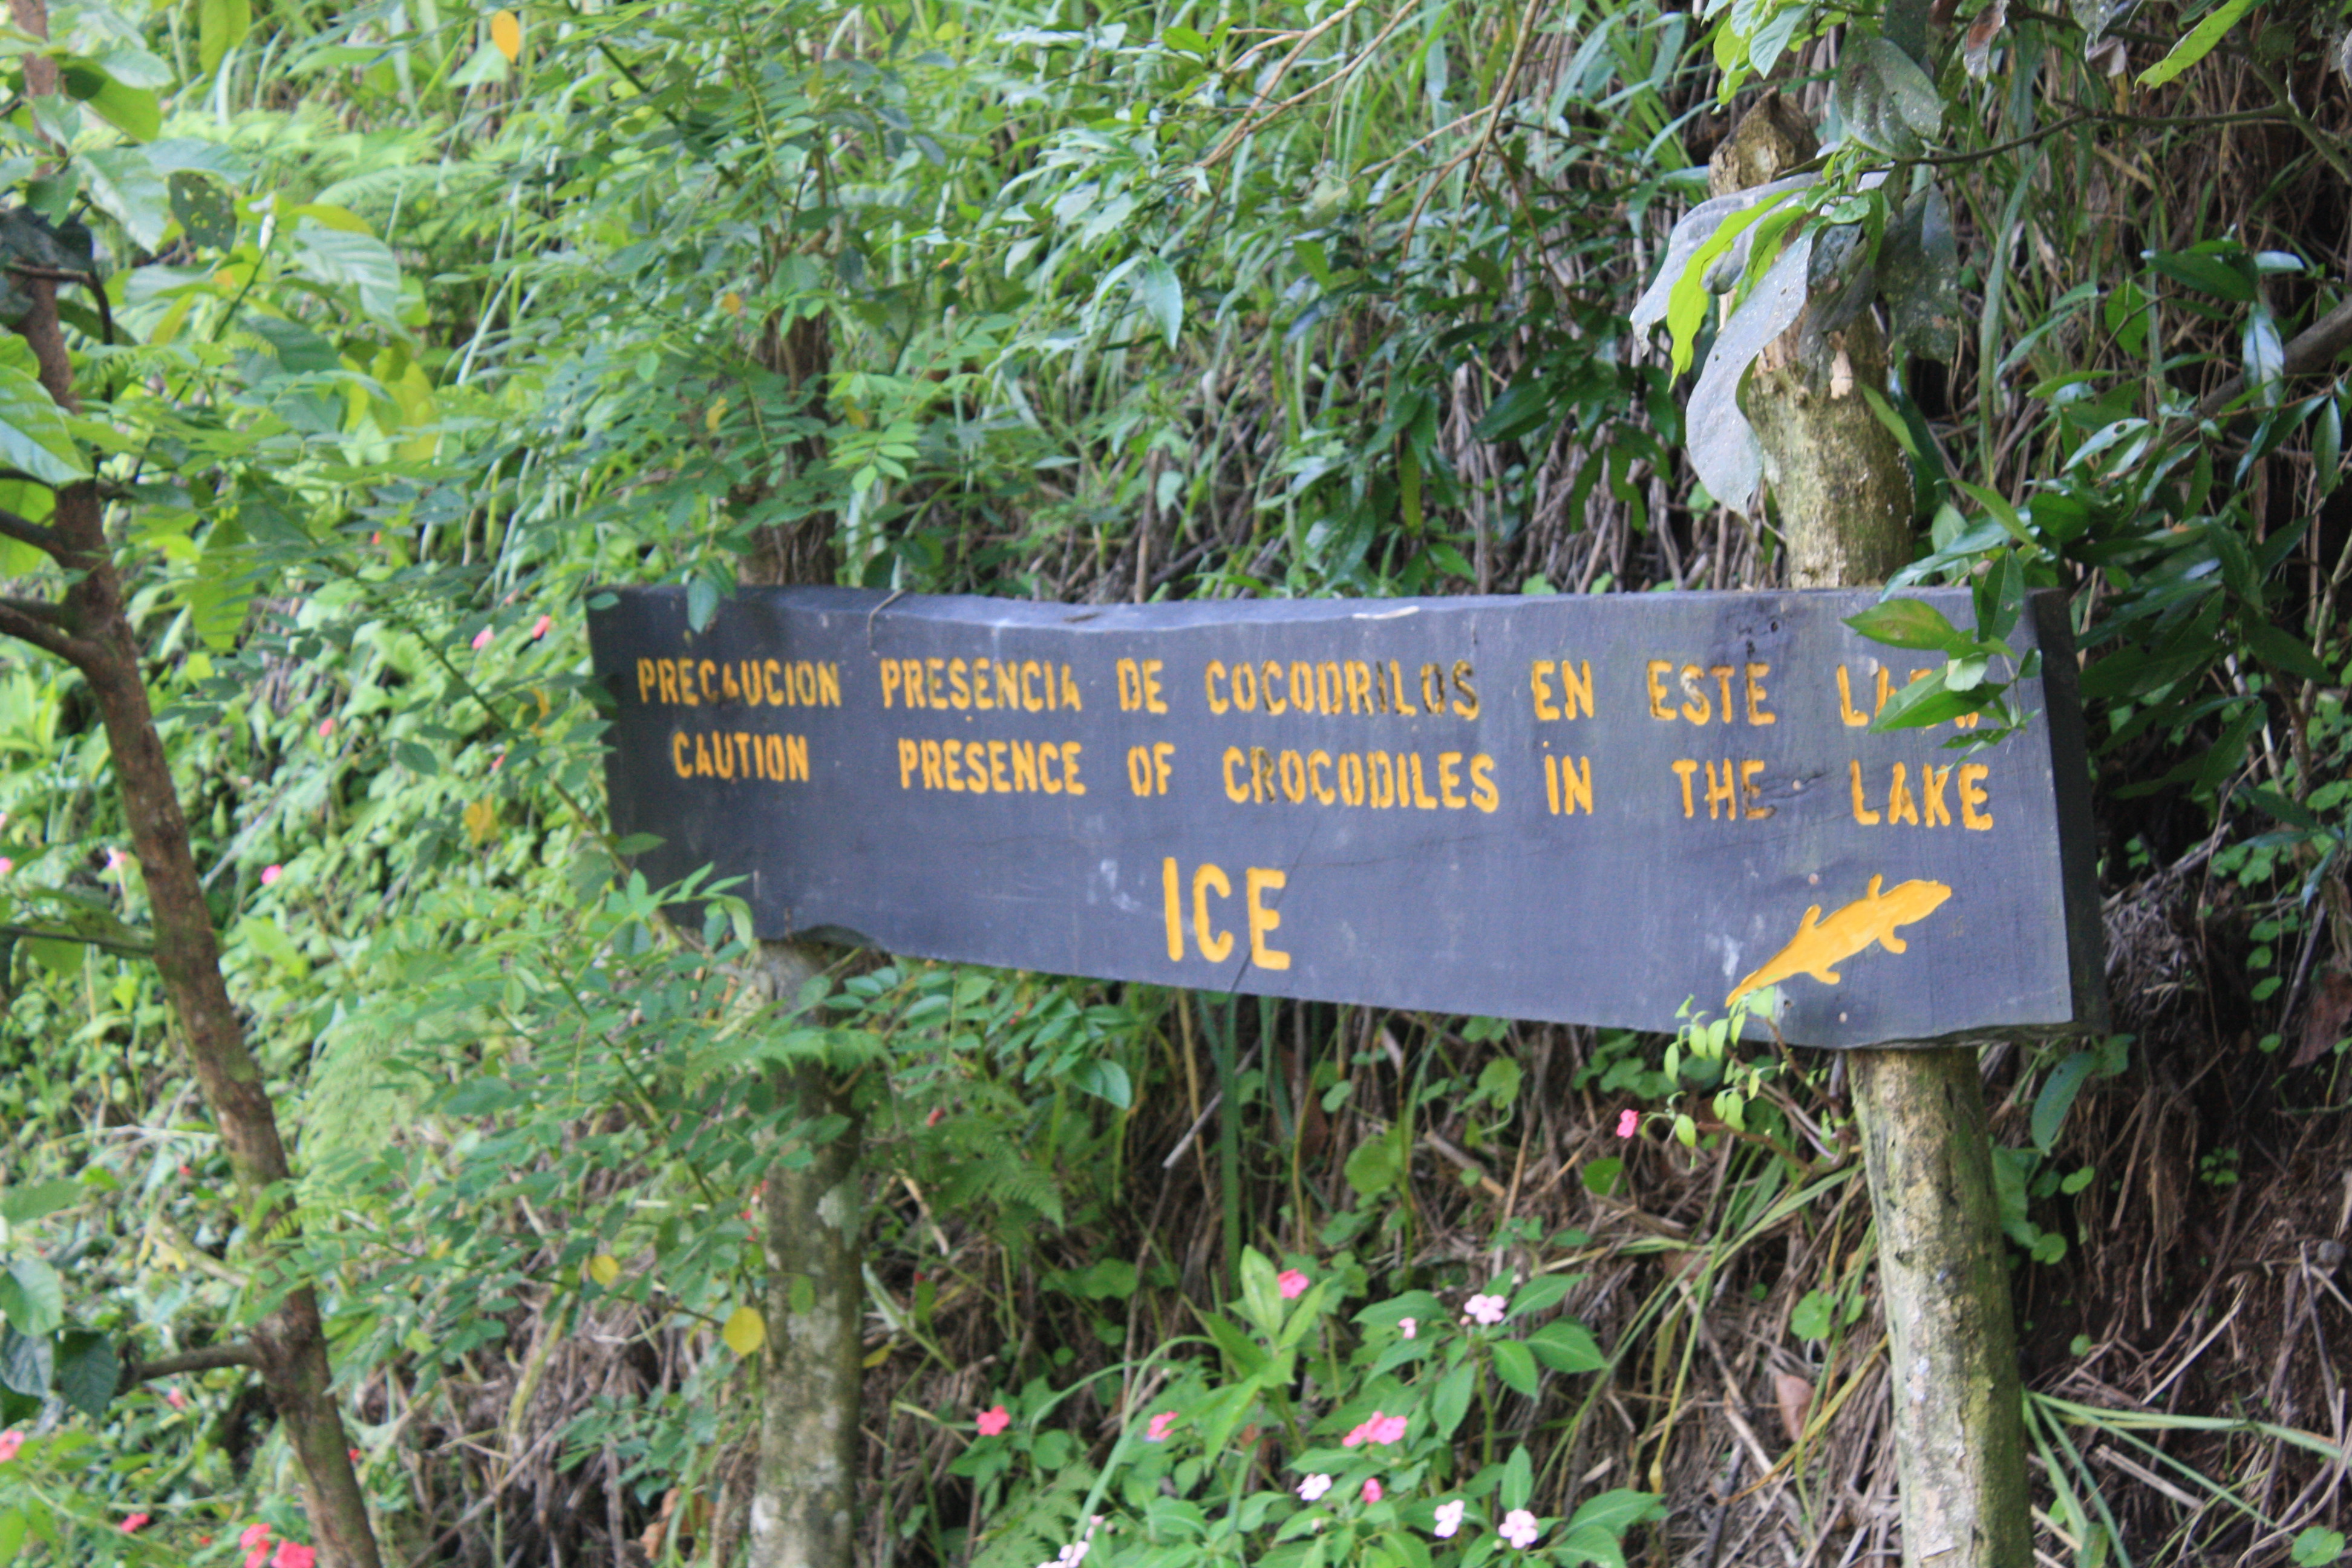 PRECAUCION PRESENCIA DE COCODRILOS EN ESTE
CAUTION PRESENCE OF CROCODILES IN THE LAKE
ICE